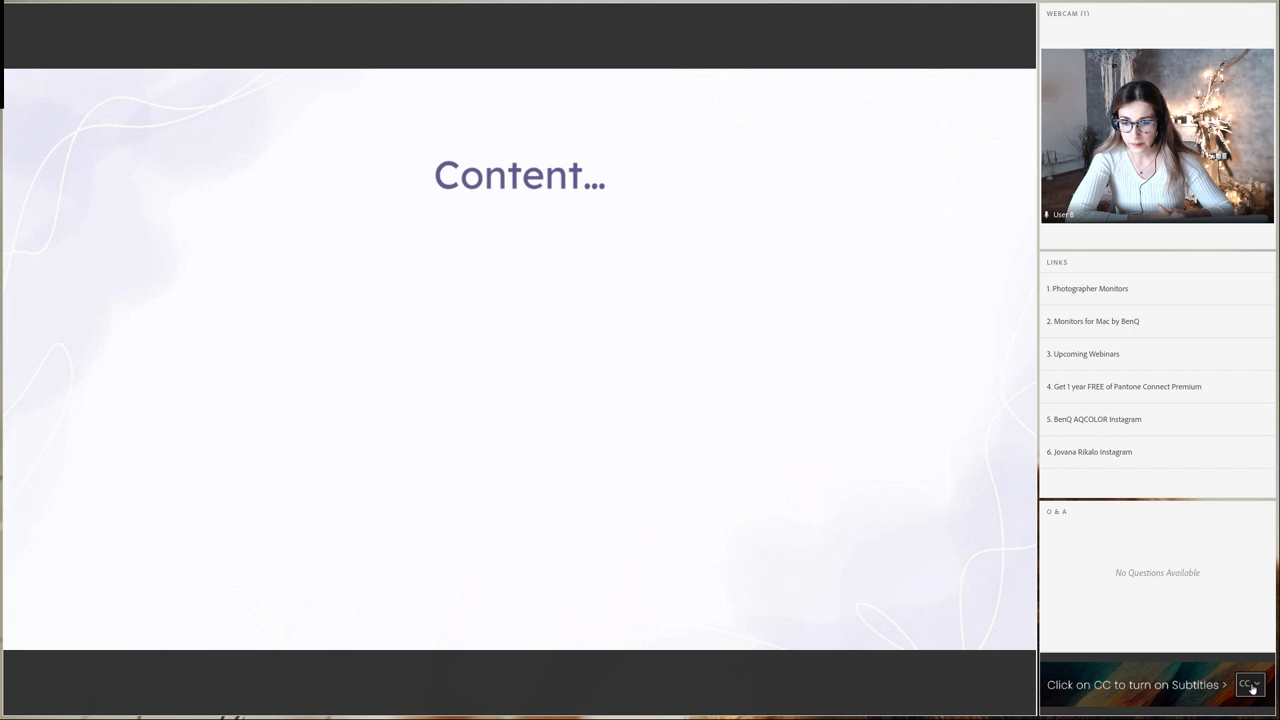 Content...
WEBCAM (1)
User 8
LINKS
1. Photographer Monitors
2. Monitors for Mac by BenQ
3. Upcoming Webinars
4. Get 1 year FREE of Pantone Connect Premium
5. BenQ AQCOLOR Instagram
6. Jovana Rikalo Instagram
Q & A
No Questions Available
Click on CC to turn on Subtitles >
CC